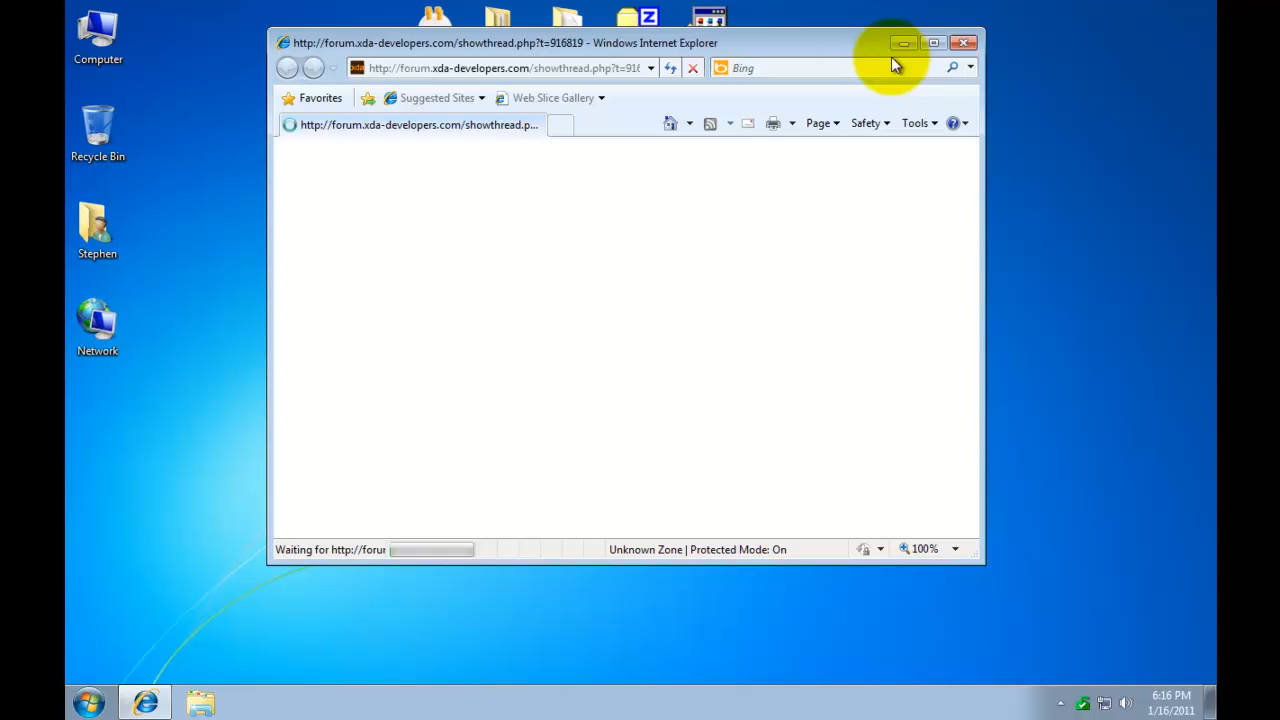 Computer
Recycle Bin
Stephen
Network
Z
http://forum.xda-developers.com/showthread.php?t=916819 - Windows Internet Explorer
http://forum.xda-developers.com/showthread.php?t=916
Bing
Favorites
Suggested Sites
Web Slice Gallery
http://forum.xda-developers.com/showthread.p...
Page
Safety
Tools
Waiting for http://forur
Unknown Zone | Protected Mode: On
100%
6:16 PM
1/16/2011